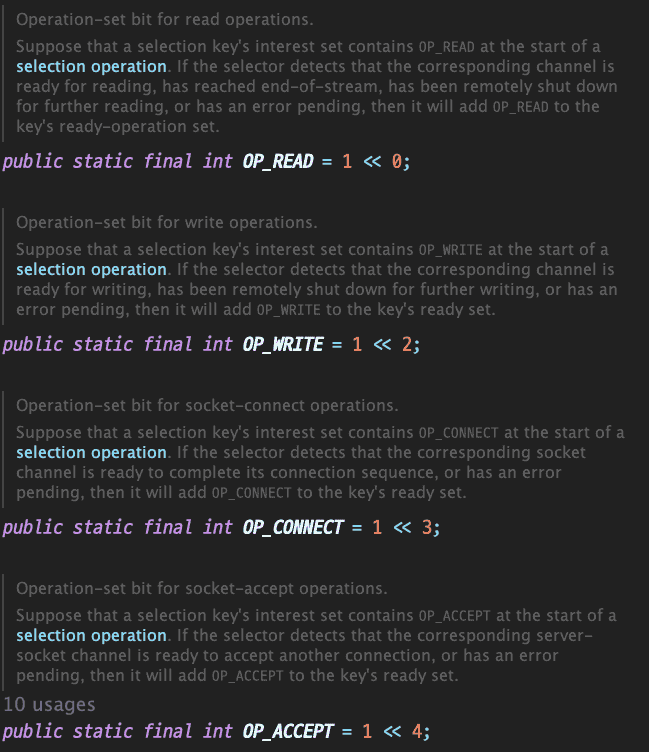 Operation-set bit for read operations.
Suppose that a selection key's interest set contains OP_READ at the start of a
selection operation. If the selector detects that the corresponding channel is
ready for reading, has reached end-of-stream, has been remotely shut down
for further reading, or has an error pending, then it will add OP_READ to the
key's ready-operation set.
public static final int OP_READ = 1 << 0;
Operation-set bit for write operations.
Suppose that a selection key's interest set contains OP_WRITE at the start of a
selection operation. If the selector detects that the corresponding channel is
ready for writing, has been remotely shut down for further writing, or has an
error pending, then it will add OP_WRITE to the key's ready set.
public static final int OP_WRITE = 1 << 2;
Operation-set bit for socket-connect operations.
Suppose that a selection key's interest set contains OP_CONNECT at the start of a
selection operation. If the selector detects that the corresponding socket
channel is ready to complete its connection sequence, or has an error
pending, then it will add OP_CONNECT to the key's ready set.
public static final int OP_CONNECT = 1 << 3;
Operation-set bit for socket-accept operations.
Suppose that a selection key's interest set contains OP_ACCEPT at the start of a
selection operation. If the selector detects that the corresponding server-
socket channel is ready to accept another connection, or has an error
pending, then it will add OP_ACCEPT to the key's ready set.
10 usages
public static final int OP_ACCEPT = 1 << 4;